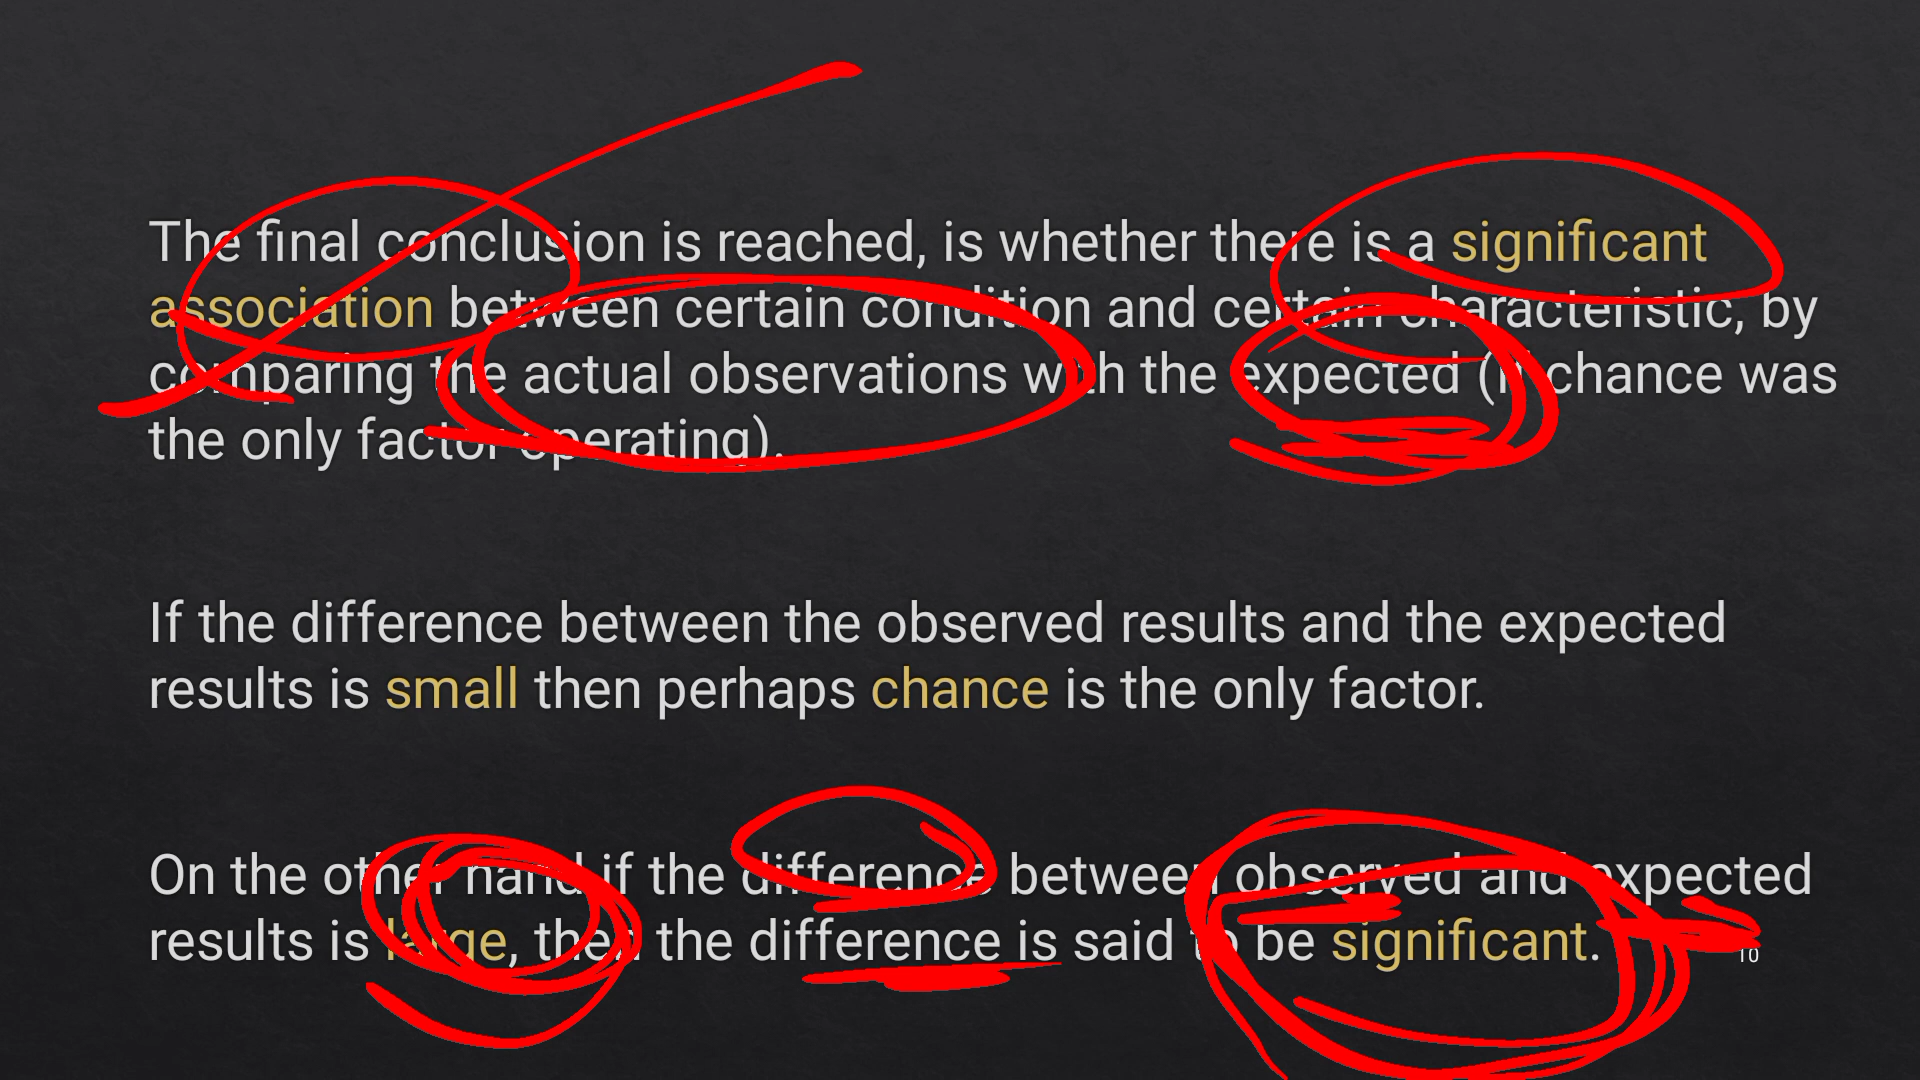 The final conclusion is reached, is whether there is a significant
association between certain condition and certain characteristic, by
comparing the actual observations with the expected (if chance was
the only factor operating).
If the difference between the observed results and the expected
results is small then perhaps chance is the only factor.
On the other hand if the difference between observed and expected
results is large, then the difference is said to be significant.
10